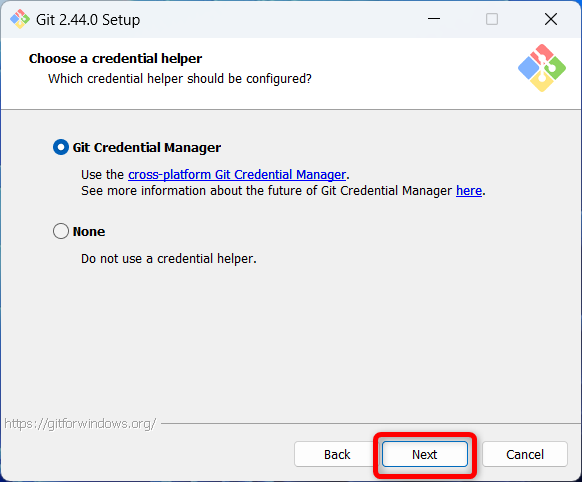 Git 2.44.0 Setup
Choose a credential helper
Which credential helper should be configured?
Git Credential Manager
Use the cross-platform Git Credential Manager.
See more information about the future of Git Credential Manager here.
None
Do not use a credential helper.
https://gitforwindows.org/
Back Next Cancel